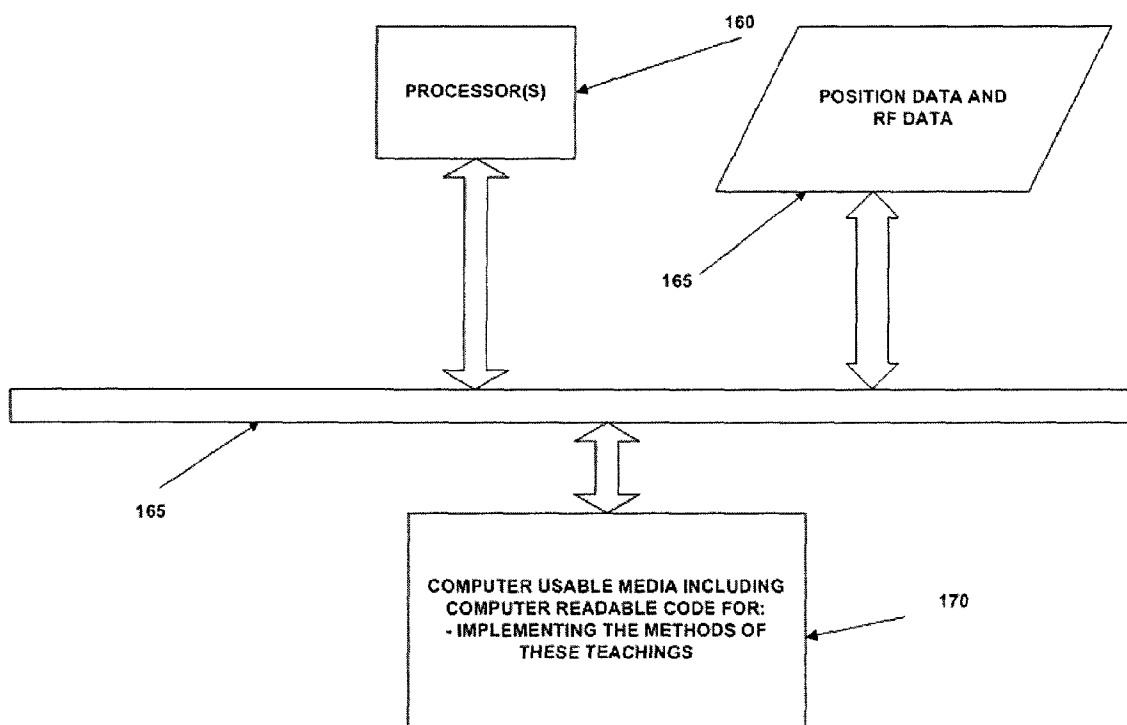 160
PROCESSOR(S)
POSITION DATA AND
RF DATA
165
165
COMPUTER USABLE MEDIA INCLUDING
COMPUTER READABLE CODE FOR:
- IMPLEMENTING THE METHODS OF
THESE TEACHINGS
170